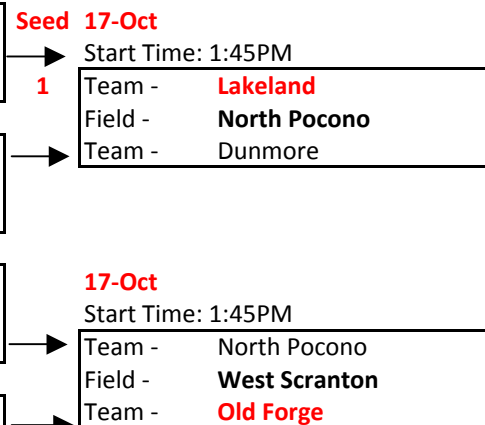 Seed 17-Oct
Start Time: 1:45PM
1 Team - Lakeland
Field - North Pocono
Team - Dunmore
17-Oct
Start Time: 1:45PM
Team - North Pocono
Field - West Scranton
Team - Old Forge